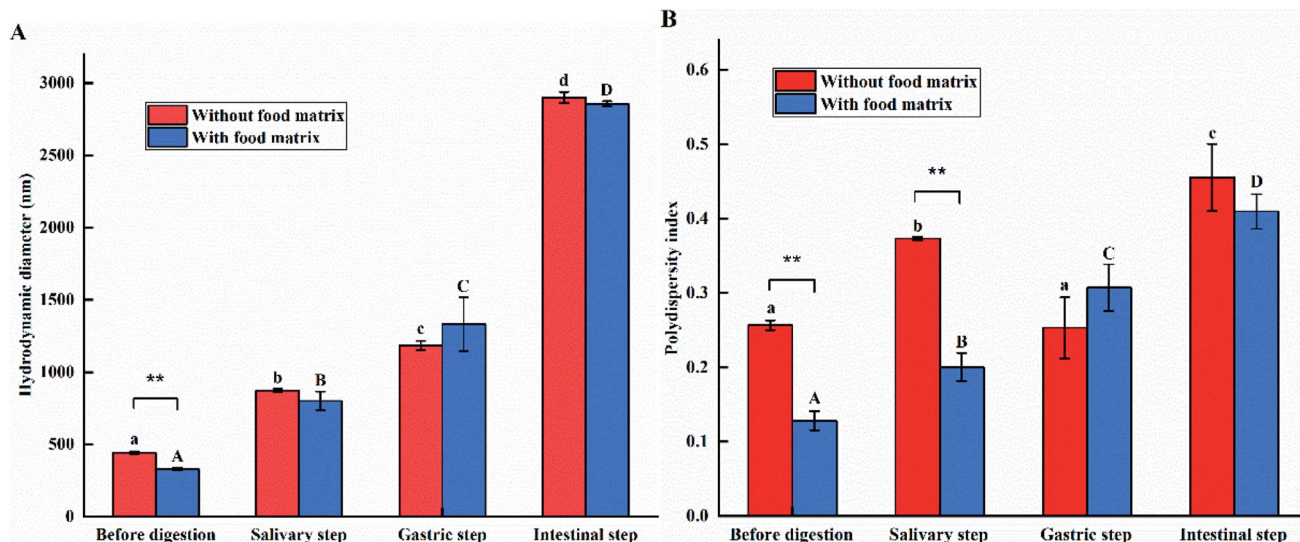 A
Hydrodynamic diameter (nm)
3000
2500
2000
1500
1000
500
0
Without food matrix
With food matrix
**
a
A
b
B
c
C
d
D
Before digestion
Salivary step
Gastric step
Intestinal step
B
Polydispersity index
0.6
0.5
0.4
0.3
0.2
0.1
0.0
Without food matrix
With food matrix
**
a
A
**
b
B
a
C
c
D
Before digestion
Salivary step
Gastric step
Intestinal step